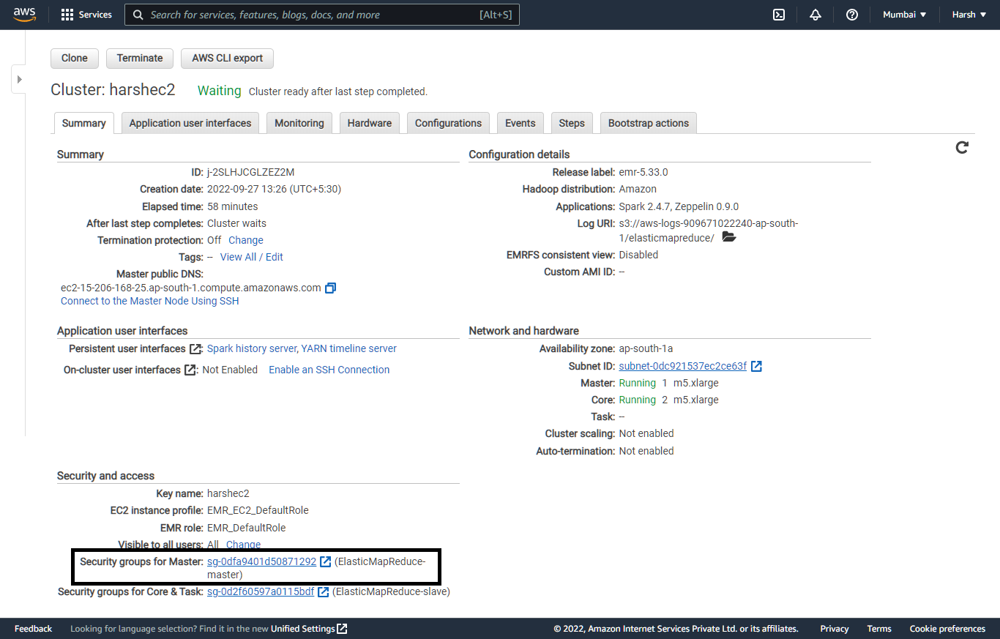 aws Services Search for services, features, blogs, docs, and more [Alt+S] Mumbai Harsh
Clone Terminate AWS CLI export
Cluster: harshec2 Waiting Cluster ready after last step completed.
Summary Application user interfaces Monitoring Hardware Configurations Events Steps Bootstrap actions
Summary
ID: j-2SLHJCGLZEZ2M
Creation date: 2022-09-27 13:26 (UTC+5:30)
Elapsed time: 58 minutes
After last step completes: Cluster waits
Termination protection: Off Change
Tags: -- View All / Edit
Master public DNS:
ec2-15-206-168-25.ap-south-1.compute.amazonaws.com
Connect to the Master Node Using SSH
Configuration details
Release label: emr-5.33.0
Hadoop distribution: Amazon
Applications: Spark 2.4.7, Zeppelin 0.9.0
Log URI: s3://aws-logs-909671022240-ap-south-
1/elasticmapreduce/
EMRFS consistent view: Disabled
Custom AMI ID: --
Application user interfaces
Persistent user interfaces : Spark history server, YARN timeline server
On-cluster user interfaces : Not Enabled Enable an SSH Connection
Network and hardware
Availability zone: ap-south-1a
Subnet ID: subnet-0dc921537ec2ce63f
Master: Running 1 m5.xlarge
Core: Running 2 m5.xlarge
Task: --
Cluster scaling: Not enabled
Auto-termination: Not enabled
Security and access
Key name: harshec2
EC2 instance profile: EMR_EC2_DefaultRole
EMR role: EMR_DefaultRole
Visible to all users: All Change
Security groups for Master: sg-0dfa9401d50871292 (ElasticMapReduce-
master)
Security groups for Core & Task: sg-0d2f60597a0115bdf (ElasticMapReduce-slave)
Feedback Looking for language selection? Find it in the new Unified Settings © 2022, Amazon Internet Services Private Ltd. or its affiliates. Privacy Terms Cookie preferences